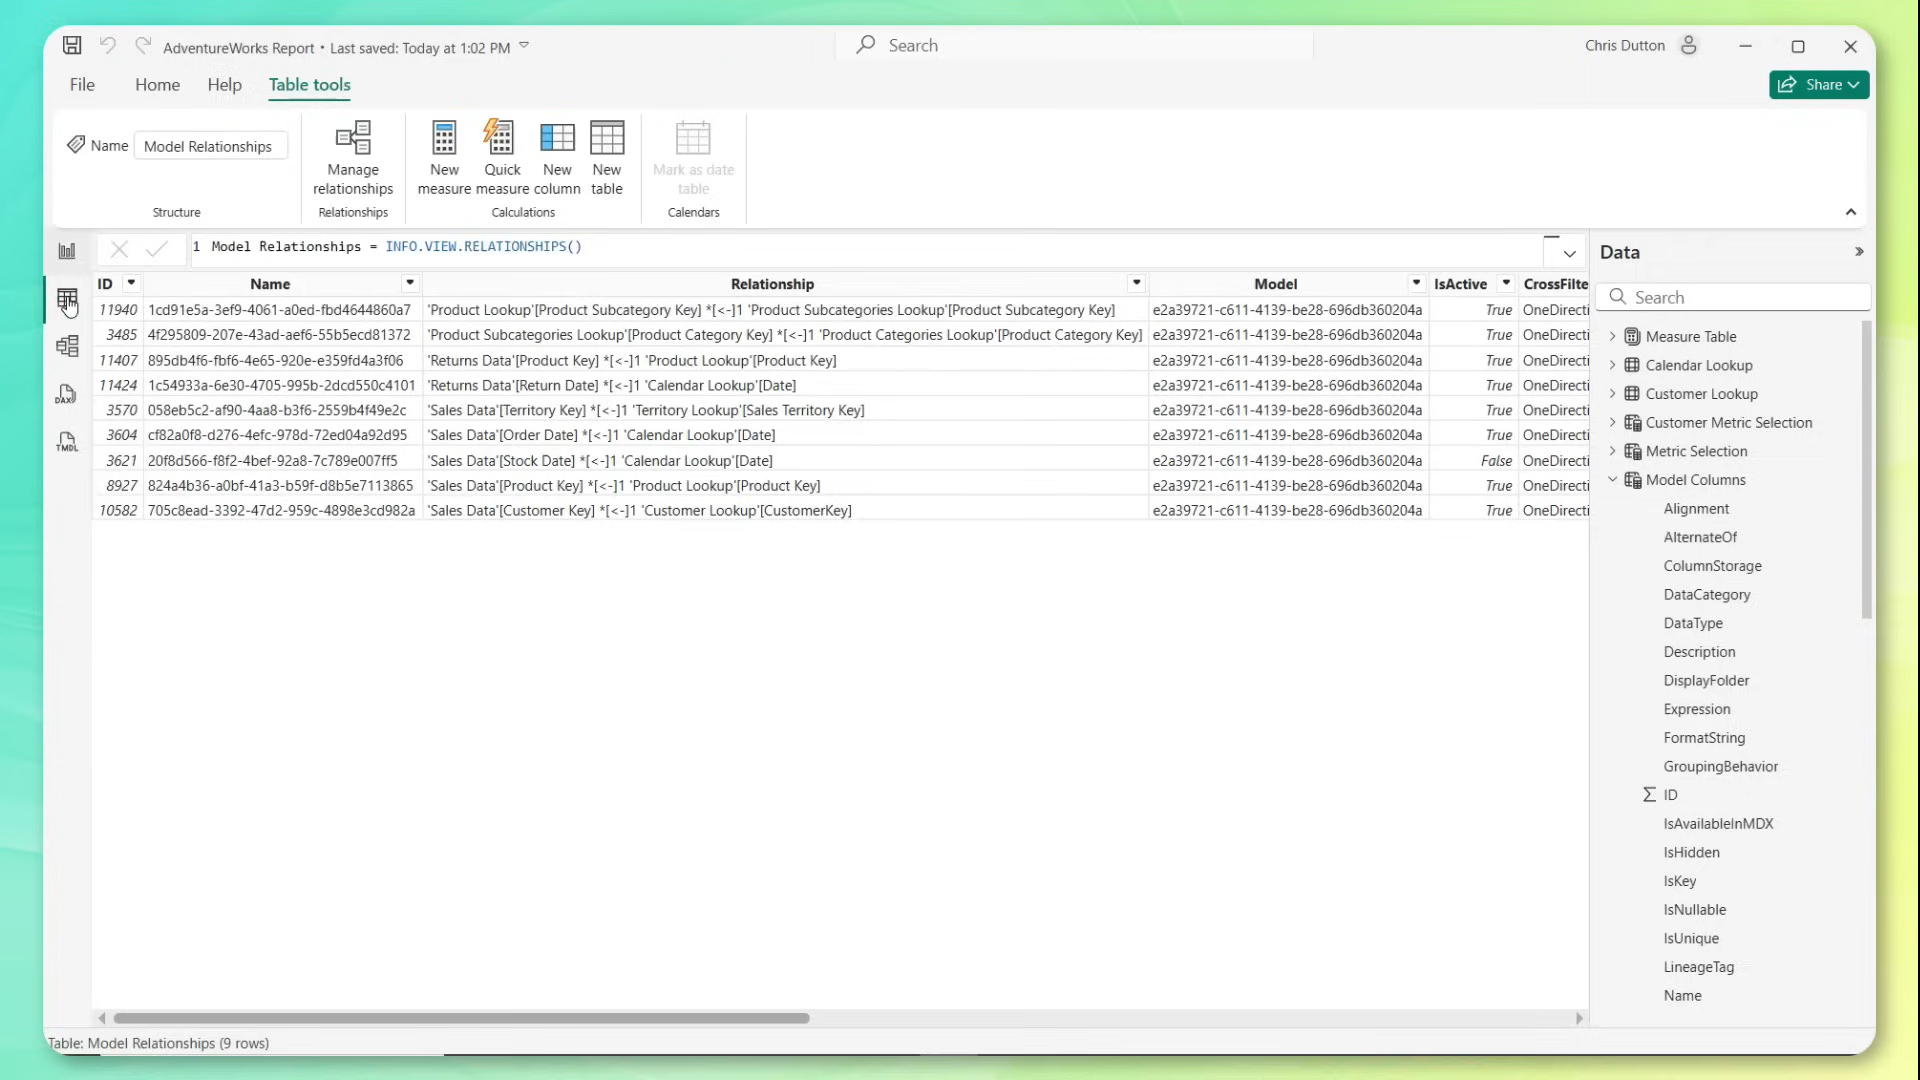 AdventureWorks Report • Last saved: Today at 1:02 PM
Search
Chris Dutton
File Home Help Table tools
Share
Name Model Relationships
Structure
Manage relationships
Relationships
New measure
Quick measure
New column
New table
Calculations
Mark as date table
Calendars
1 Model Relationships = INFO.VIEW.RELATIONSHIPS()
ID Name Relationship Model IsActive CrossFilte
11940 1cd91e5a-3ef9-4061-a0ed-fbd4644860a7 'Product Lookup'[Product Subcategory Key] *[<-]1 'Product Subcategories Lookup'[Product Subcategory Key] e2a39721-c611-4139-be28-696db360204a True OneDirecti
3485 4f295809-207e-43ad-aef6-55b5ecd81372 'Product Subcategories Lookup'[Product Category Key] *[<-]1 'Product Categories Lookup'[Product Category Key] e2a39721-c611-4139-be28-696db360204a True OneDirecti
11407 895db4f6-fbf6-4e65-920e-e359fd4a3f06 'Returns Data'[Product Key] *[<-]1 'Product Lookup'[Product Key] e2a39721-c611-4139-be28-696db360204a True OneDirecti
11424 1c54933a-6e30-4705-995b-2dcd550c4101 'Returns Data'[Return Date] *[<-]1 'Calendar Lookup'[Date] e2a39721-c611-4139-be28-696db360204a True OneDirecti
3570 058eb5c2-af90-4aa8-b3f6-2559b4f49e2c 'Sales Data'[Territory Key] *[<-]1 'Territory Lookup'[Sales Territory Key] e2a39721-c611-4139-be28-696db360204a True OneDirecti
3604 cf82a0f8-d276-4efc-978d-72ed04a92d95 'Sales Data'[Order Date] *[<-]1 'Calendar Lookup'[Date] e2a39721-c611-4139-be28-696db360204a True OneDirecti
3621 20f8d566-f8f2-4bef-92a8-7c789e007ff5 'Sales Data'[Stock Date] *[<-]1 'Calendar Lookup'[Date] e2a39721-c611-4139-be28-696db360204a False OneDirecti
8927 824a4b36-a0bf-41a3-b59f-d8b5e7113865 'Sales Data'[Product Key] *[<-]1 'Product Lookup'[Product Key] e2a39721-c611-4139-be28-696db360204a True OneDirecti
10582 705c8ead-3392-47d2-959c-4898e3cd982a 'Sales Data'[Customer Key] *[<-]1 'Customer Lookup'[CustomerKey] e2a39721-c611-4139-be28-696db360204a True OneDirecti
DAX
TMDL
Data
Search
Measure Table
Calendar Lookup
Customer Lookup
Customer Metric Selection
Metric Selection
Model Columns
Alignment
AlternateOf
ColumnStorage
DataCategory
DataType
Description
DisplayFolder
Expression
FormatString
GroupingBehavior
∑ ID
IsAvailableInMDX
IsHidden
IsKey
IsNullable
IsUnique
LineageTag
Name
Table: Model Relationships (9 rows)